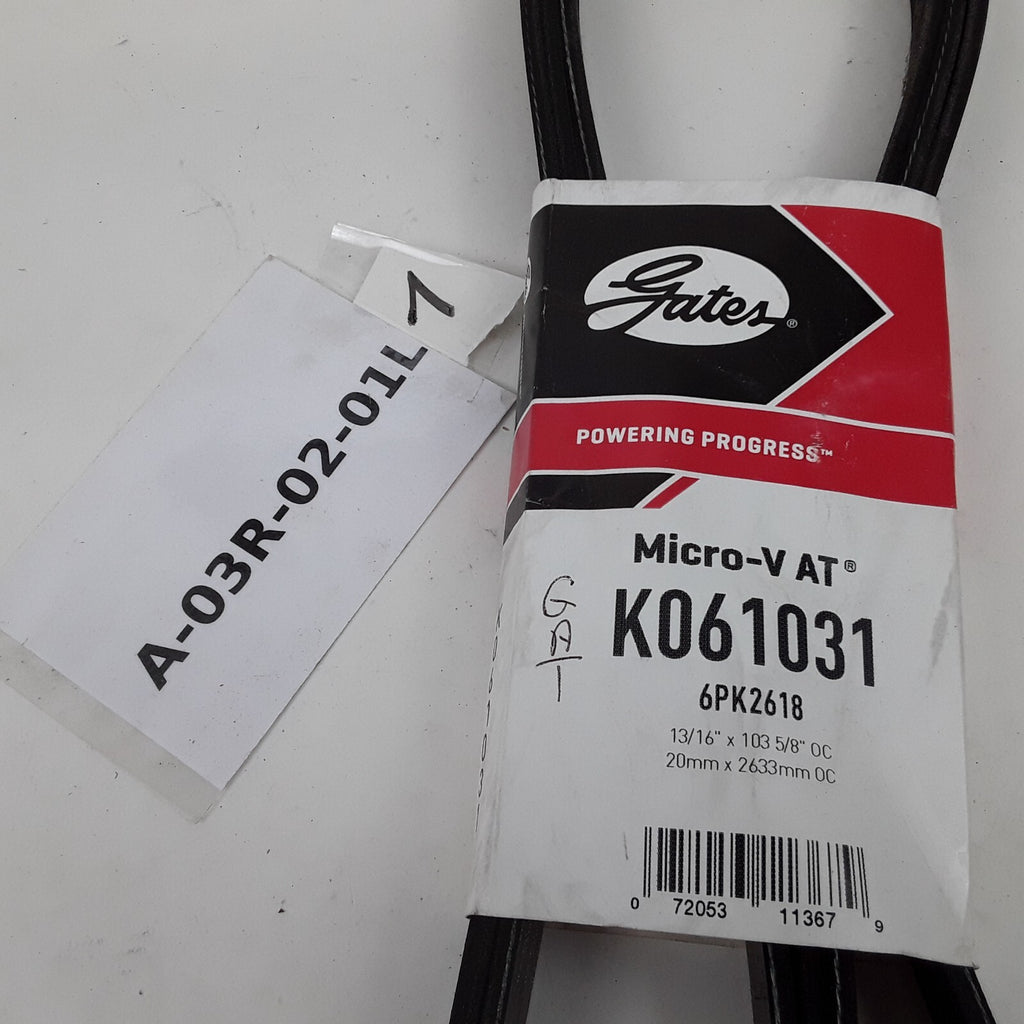 1
A-03R-02-01L
Gates®
POWERING PROGRESS™
Micro-V AT®
K061031
6PK2618
13/16" x 103 5/8" OC
20mm x 2633mm OC
G
A
T
0 72053 11367 9